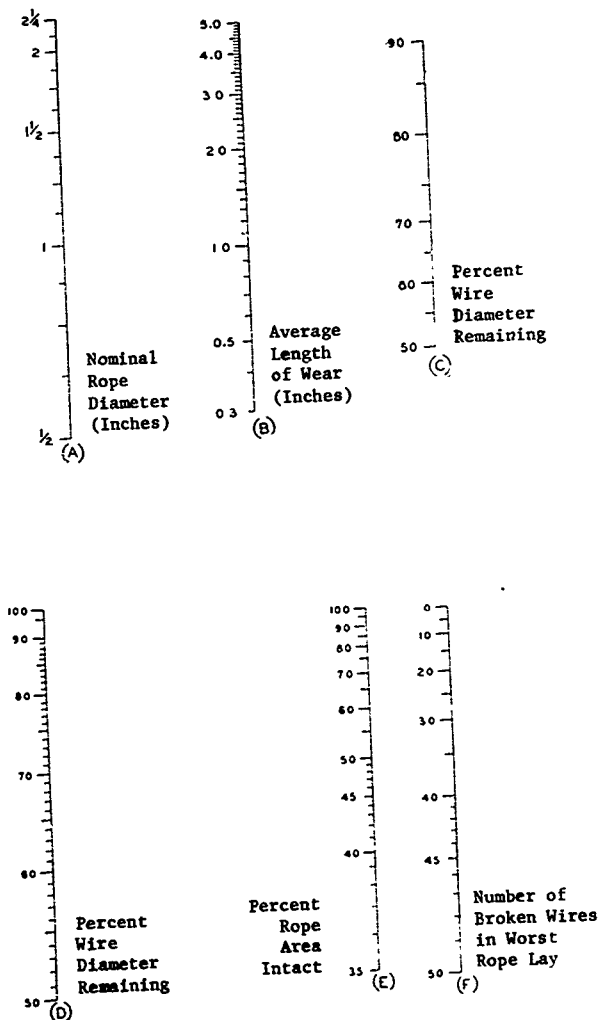 2¼
2
1½
1
½
Nominal
Rope
Diameter
(Inches)
(A)
5.0
4.0
3.0
2.0
1.0
0.5
0.3
Average
Length
of Wear
(Inches)
(B)
90
80
70
60
50
Percent
Wire
Diameter
Remaining
(C)
100
90
80
70
60
50
Percent
Wire
Diameter
Remaining
(D)
100
90
80
70
60
50
45
40
35
Percent
Rope
Area
Intact
(E)
0
10
20
30
40
45
50
Number of
Broken Wires
in Worst
Rope Lay
(F)